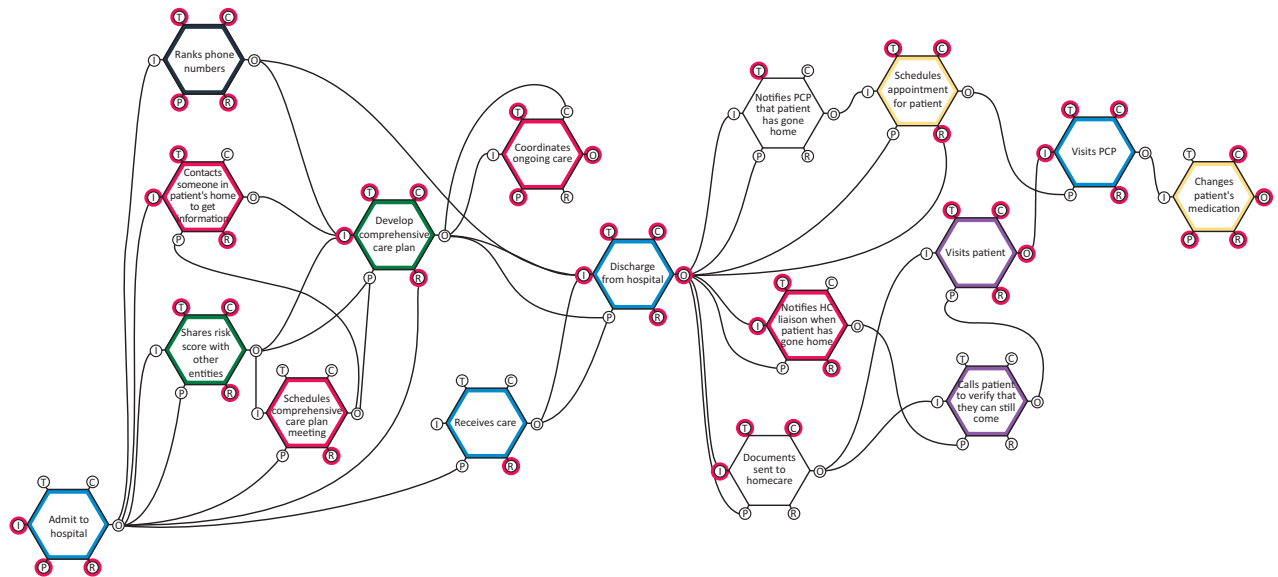 T C
Ranks phone
numbers
I O
P R
T C
Contacts
someone in
patient's home
to get
information
I O
P R
T C
Shares risk
score with
other
entities
I O
P R
T C
Schedules
comprehensive
care plan
meeting
I O
P R
T C
Admit to
hospital
I O
P R
T C
Develop
comprehensive
care plan
I O
P R
T C
Coordinates
ongoing care
I O
P R
T C
Receives care
I O
P R
T C
Discharge
from hospital
I O
P R
T C
Notifies PCP
that patient
has gone
home
I O
P R
T C
Schedules
appointment
for patient
I O
P R
T C
Notifies HC
liaison when
patient has
gone home
I O
P R
T C
Documents
sent to
homecare
I O
P R
T C
Visits patient
I O
P R
T C
Calls patient
to verify that
they can still
come
I O
P R
T C
Visits PCP
I O
P R
T C
Changes
patient's
medication
I O
P R